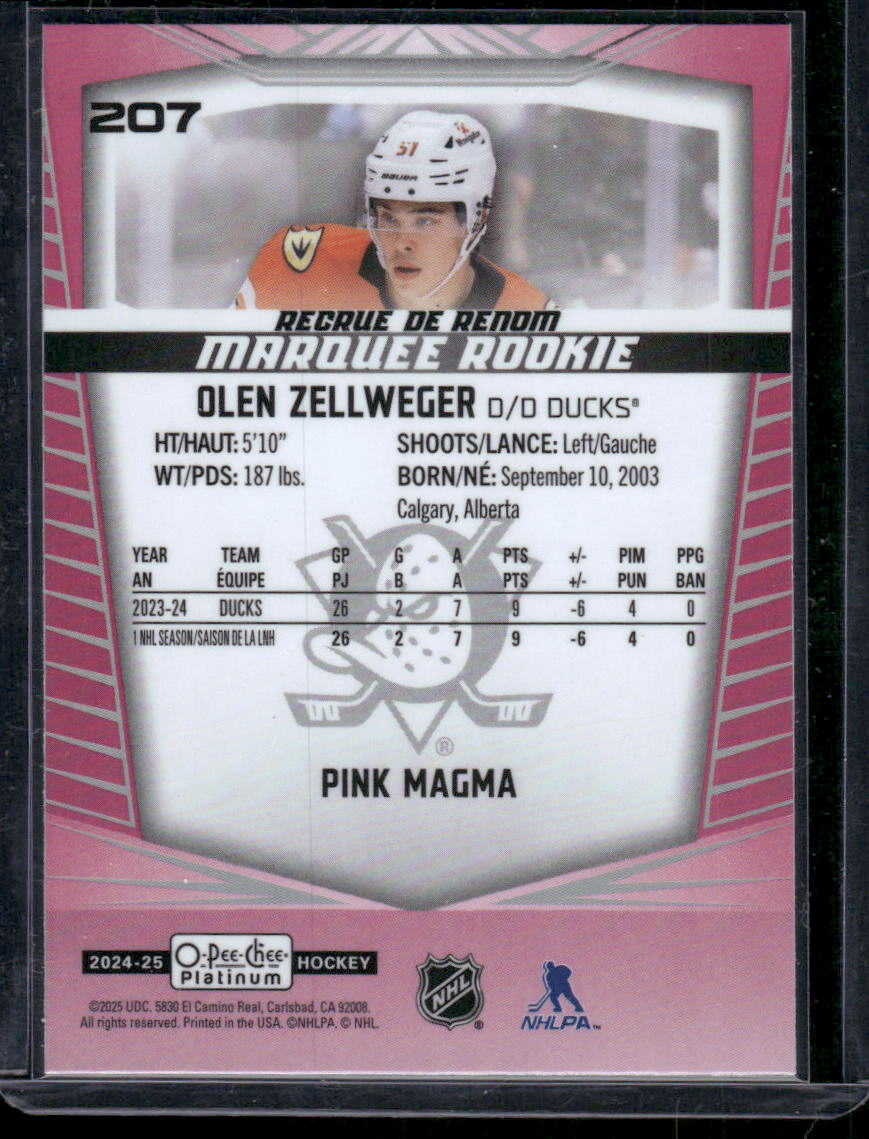 207
51
BAUER
RECRUE DE RENOM
MARQUEE ROOKIE
OLEN ZELLWEGER D/D DUCKS®
HT/HAUT: 5'10" SHOOTS/LANCE: Left/Gauche
WT/PDS: 187 lbs. BORN/NÉ: September 10, 2003
Calgary, Alberta
YEAR TEAM GP G A PTS +/- PIM PPG
AN ÉQUIPE PJ B A PTS +/- PUN BAN
2023-24 DUCKS 26 2 7 9 -6 4 0
1 NHL SEASON/SAISON DE LA LNH 26 2 7 9 -6 4 0
®
PINK MAGMA
2024-25 O-Pee-Chee Platinum HOCKEY
©2025 UDC. 5830 El Camino Real, Carlsbad, CA 92008.
All rights reserved. Printed in the USA. ©NHLPA, © NHL.
NHL ®
NHLPA™